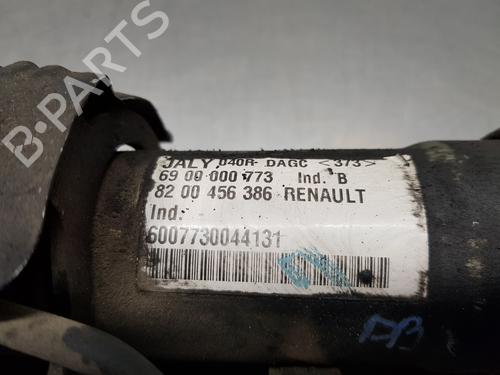 B-PARTS
JALY. 040R- DAGC <373>
69 00 000 773 Ind. B
82 00 456 386 RENAULT
Ind:
6007730044131